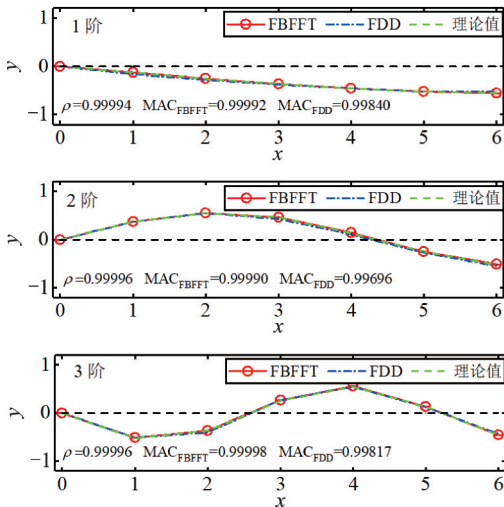 1 阶
FBFFT FDD 理论值
1
0
−1
y
ρ=0.99994 MAC_FBFFT=0.99992 MAC_FDD=0.99840
0 1 2 3 4 5 6
x
2 阶
FBFFT FDD 理论值
1
0
−1
y
ρ=0.99996 MAC_FBFFT=0.99990 MAC_FDD=0.99696
0 1 2 3 4 5 6
x
3 阶
FBFFT FDD 理论值
1
0
−1
y
ρ=0.99996 MAC_FBFFT=0.99998 MAC_FDD=0.99817
0 1 2 3 4 5 6
x